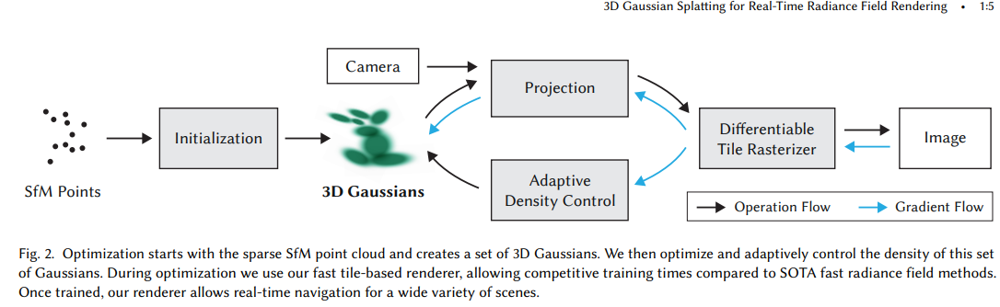 3D Gaussian Splatting for Real-Time Radiance Field Rendering • 1:5
Camera
Projection
Initialization
Differentiable
Tile Rasterizer
Image
SfM Points
3D Gaussians
Adaptive
Density Control
Operation Flow
Gradient Flow
Fig. 2. Optimization starts with the sparse SfM point cloud and creates a set of 3D Gaussians. We then optimize and adaptively control the density of this set
of Gaussians. During optimization we use our fast tile-based renderer, allowing competitive training times compared to SOTA fast radiance field methods.
Once trained, our renderer allows real-time navigation for a wide variety of scenes.